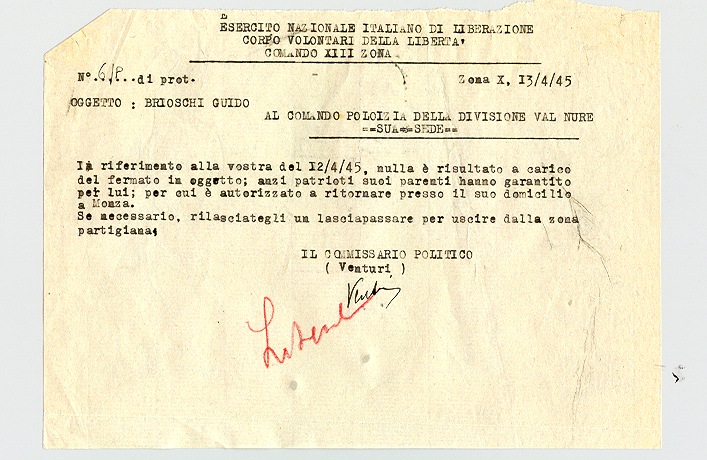 ESERCITO NAZIONALE ITALIANO DI LIBERAZIONE
CORPO VOLONTARI DELLA LIBERTA'
COMANDO XIII ZONA
N°.6/P..di prot. Zona X, 13/4/45
OGGETTO : BRIOSCHI GUIDO
AL COMANDO POLOIZIA DELLA DIVISIONE VAL NURE
==SUA=SEDE==
In riferimento alla vostra del 12/4/45, nulla è risultato a carico
del fermato in oggetto; anzi patrioti suoi parenti hanno garantito
per lui; per cui è autorizzato a ritornare presso il suo domicilio
a Monza.
Se necessario, rilasciategli un lasciapassare per uscire dalla zona
partigiana.
IL COMMISSARIO POLITICO
( Venturi )
Venturi